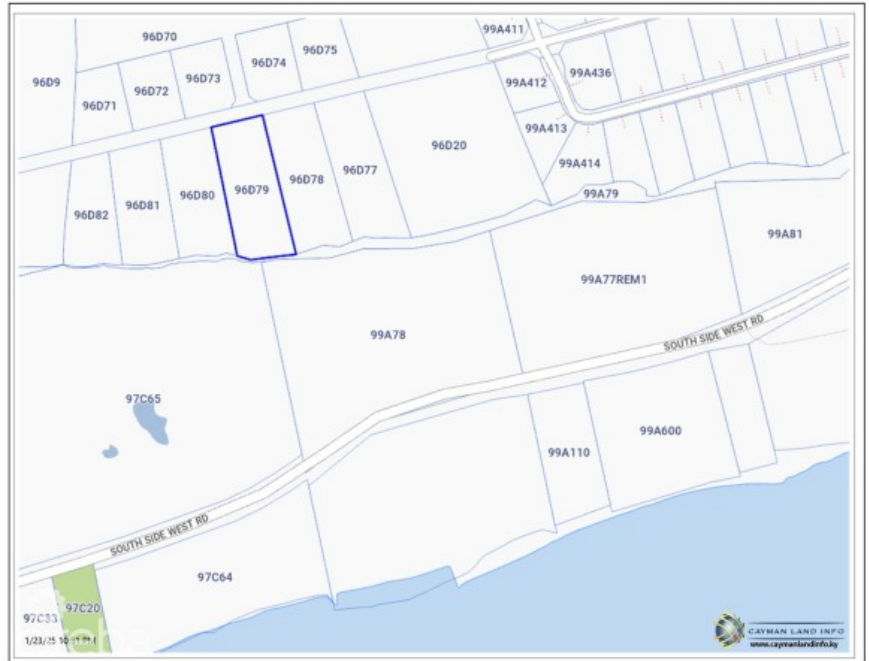 99A411
96D70
96D75
96D74
96D9
96D73
99A436
96D72
99A412
96D71
99A413
96D20
99A414
96D77
96D78
96D79
96D80
99A79
96D81
96D82
99A81
99A77REM1
99A78
SOUTH SIDE WEST RD
97C65
99A600
99A110
SOUTH SIDE WEST RD
97C64
97C20
97C33
CAYMAN LAND INFO
www.caymanlandinfo.ky